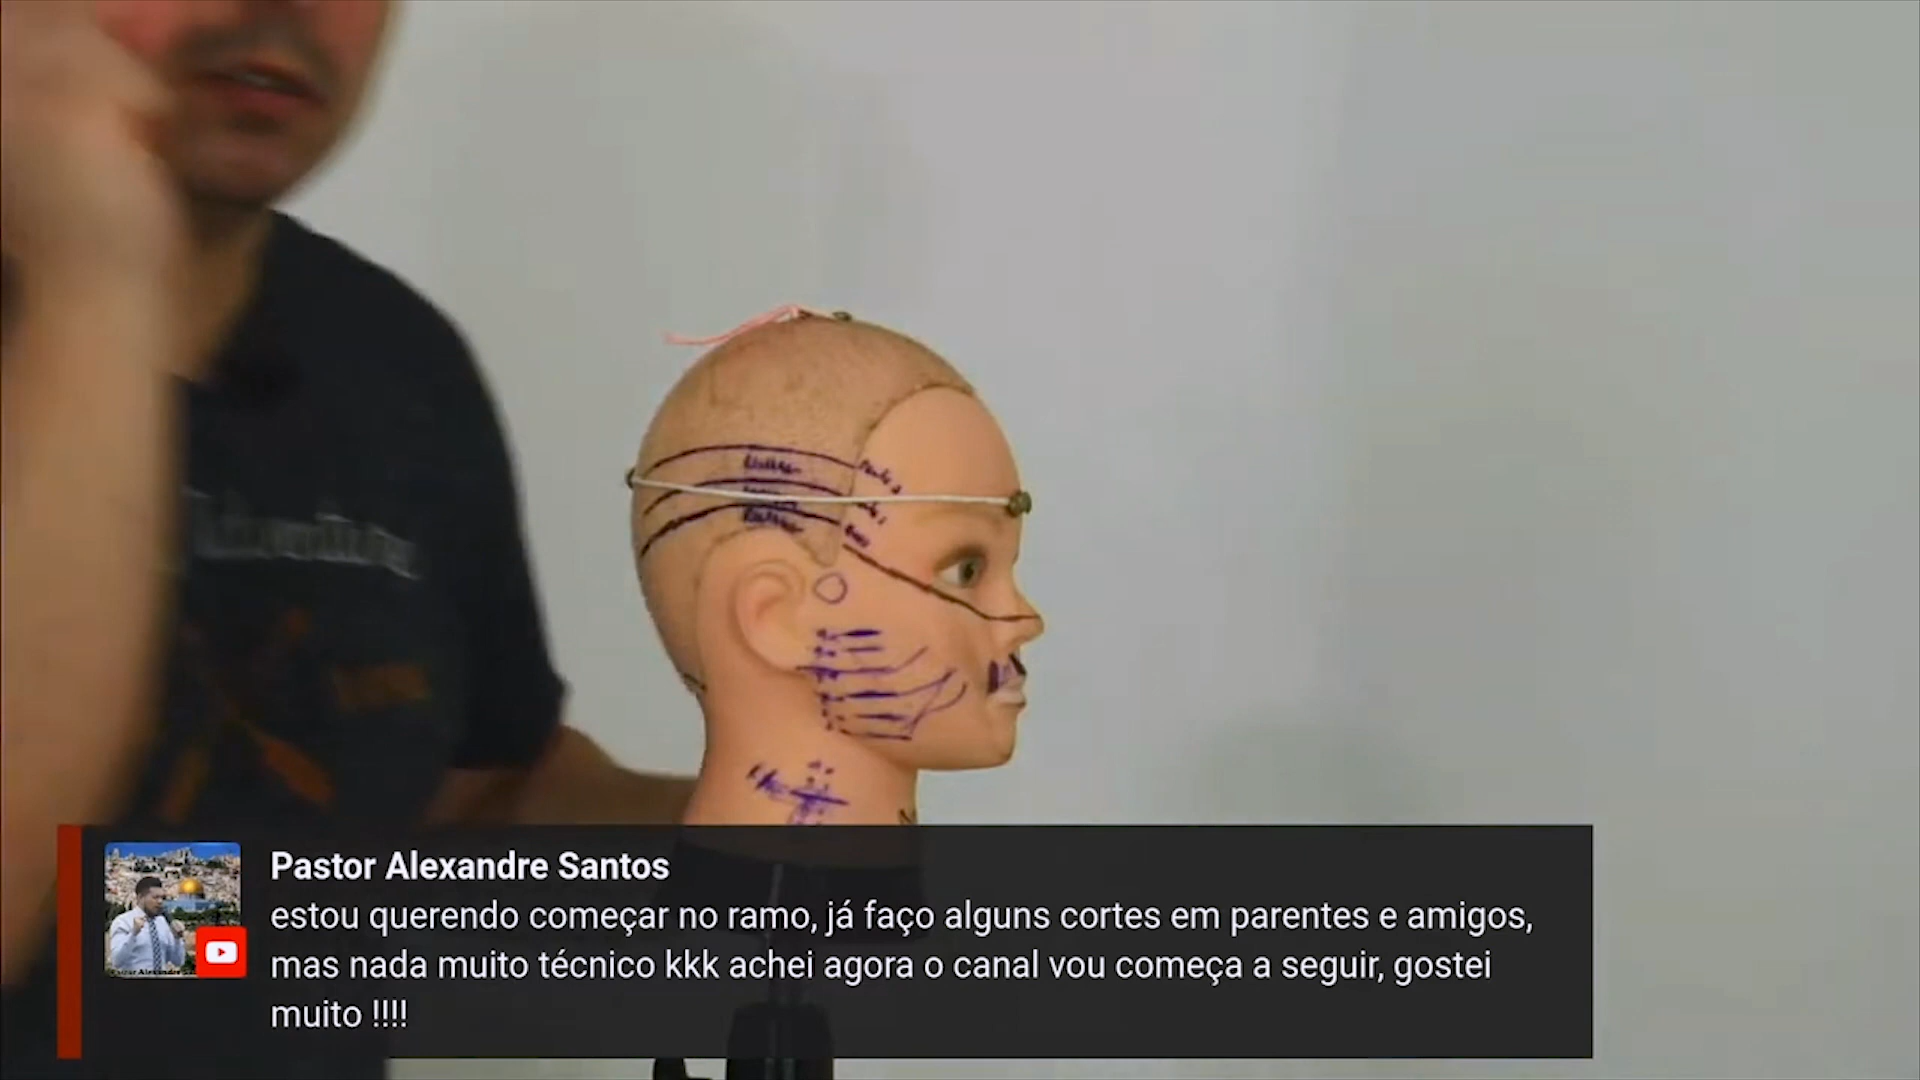 Pastor Alexandre Santos
estou querendo começar no ramo, já faço alguns cortes em parentes e amigos,
mas nada muito técnico kkk achei agora o canal vou começa a seguir, gostei
muito !!!!